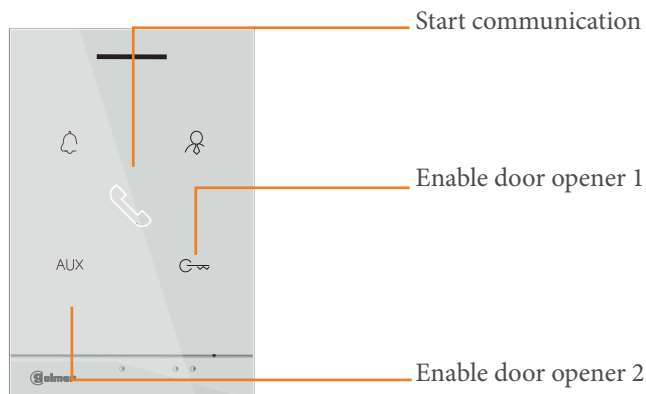 Start communication
Enable door opener 1
AUX
Enable door opener 2
Golmar